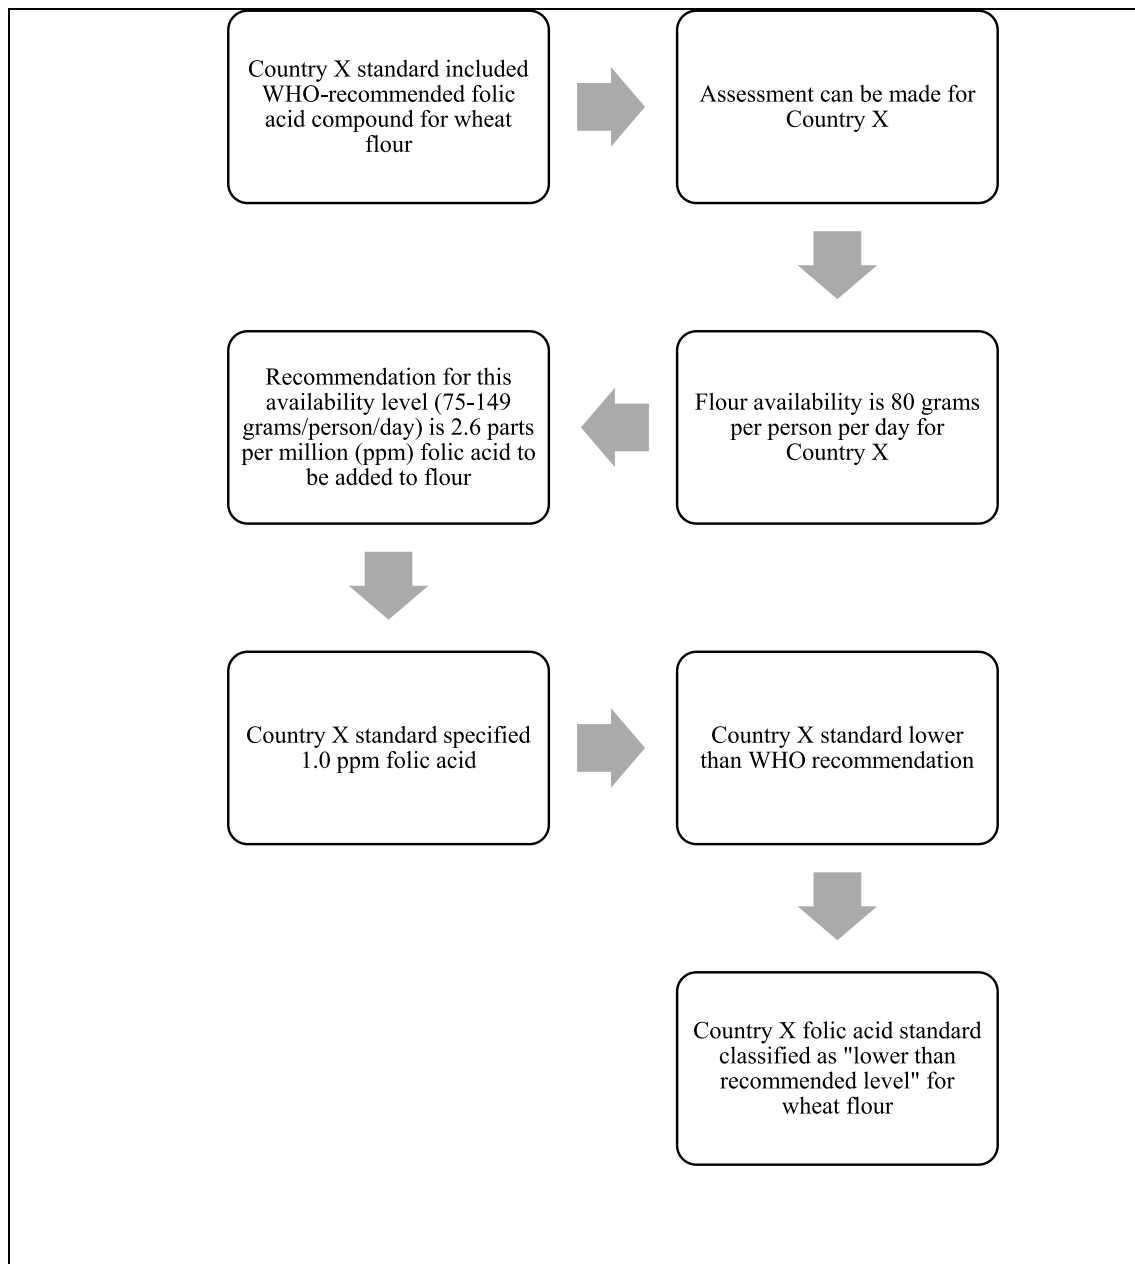 Country X standard included
WHO-recommended folic
acid compound for wheat
flour
Assessment can be made for
Country X
Flour availability is 80 grams
per person per day for
Country X
Recommendation for this
availability level (75-149
grams/person/day) is 2.6 parts
per million (ppm) folic acid to
be added to flour
Country X standard specified
1.0 ppm folic acid
Country X standard lower
than WHO recommendation
Country X folic acid standard
classified as "lower than
recommended level" for
wheat flour